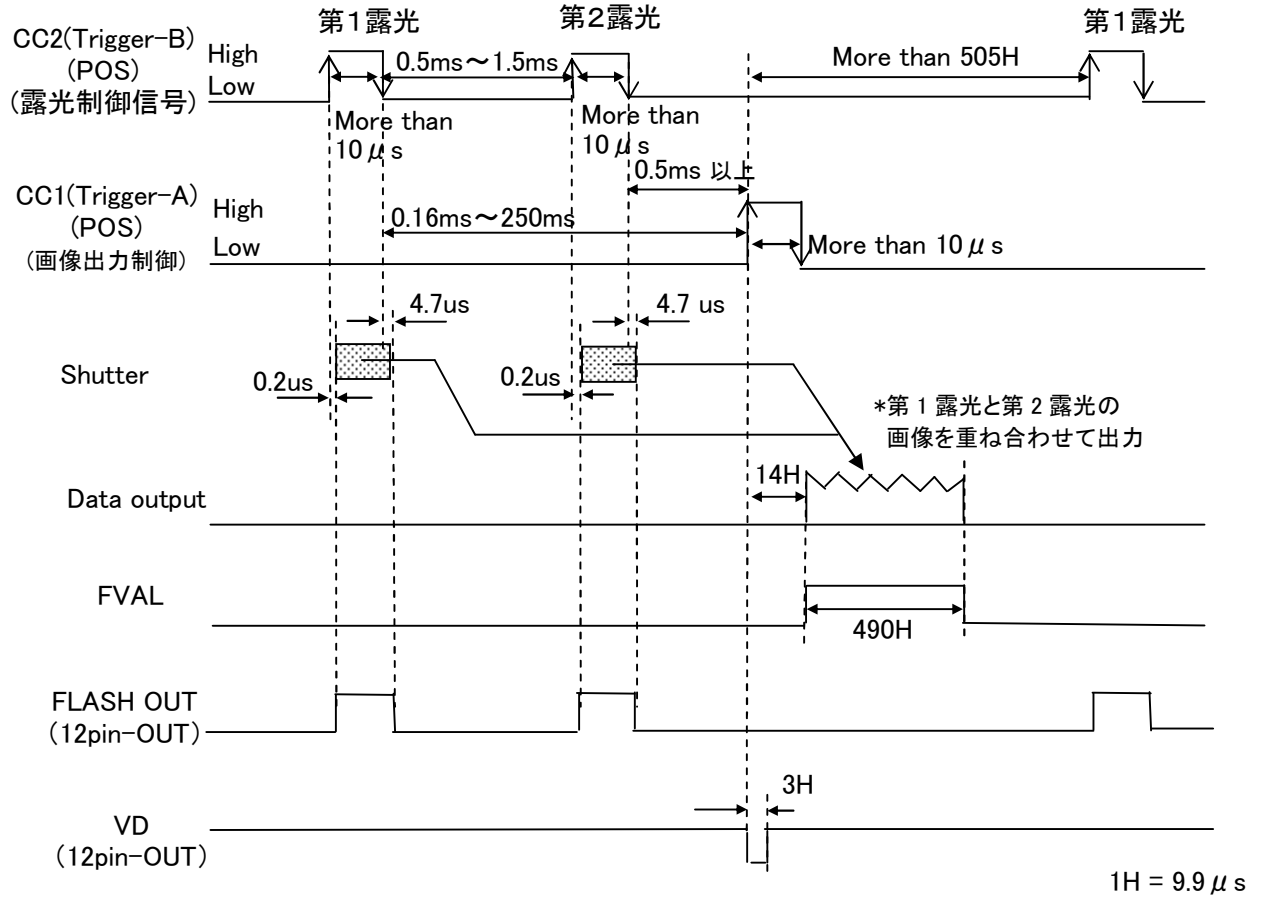 第１露光
第２露光
第１露光
CC2(Trigger-B)
(POS)
(露光制御信号)
High
Low
0.5ms～1.5ms
More than 505H
More than
10μs
More than
10μs
0.5ms 以上
CC1(Trigger-A)
(POS)
(画像出力制御)
High
Low
0.16ms～250ms
More than 10μs
4.7us
4.7 us
Shutter
0.2us
0.2us
*第 1 露光と第 2 露光の
画像を重ね合わせて出力
14H
Data output
FVAL
490H
FLASH OUT
(12pin-OUT)
3H
VD
(12pin-OUT)
1H = 9.9μs